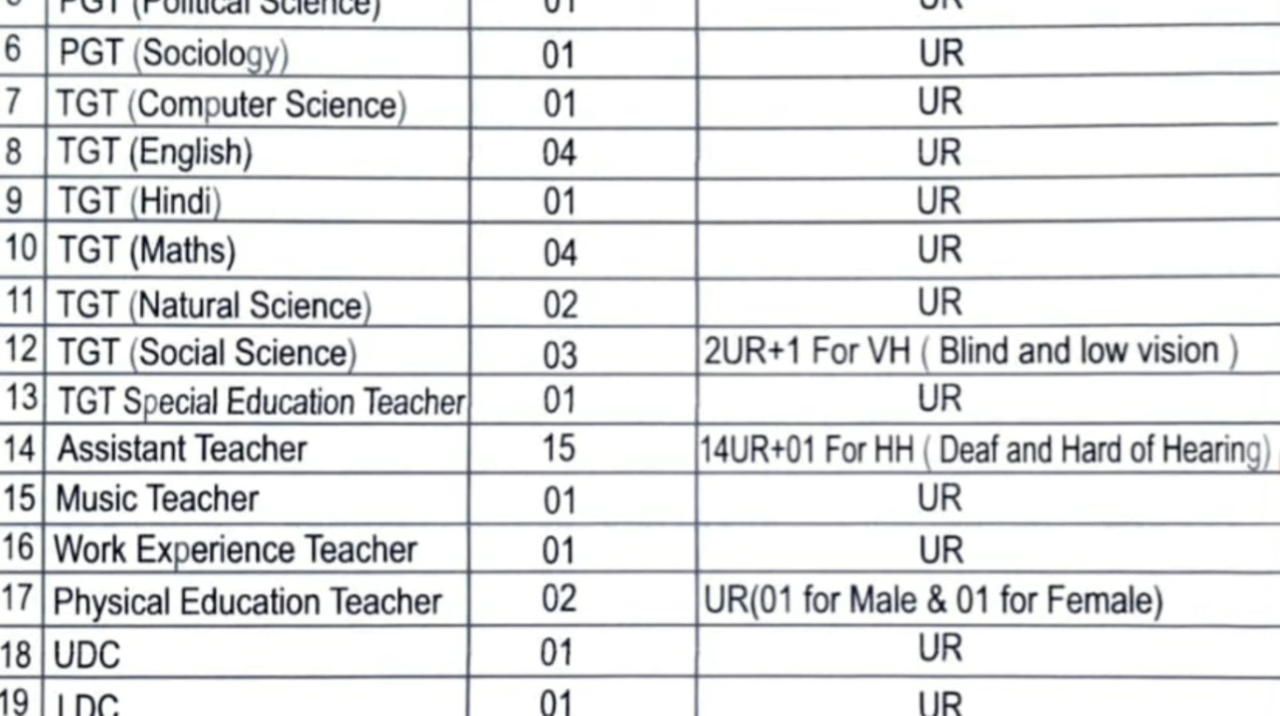 PGT (Political Science) 01 UR
6 PGT (Sociology) 01 UR
7 TGT (Computer Science) 01 UR
8 TGT (English) 04 UR
9 TGT (Hindi) 01 UR
10 TGT (Maths) 04 UR
11 TGT (Natural Science) 02 UR
12 TGT (Social Science) 03 2UR+1 For VH ( Blind and low vision )
13 TGT Special Education Teacher 01 UR
14 Assistant Teacher 15 14UR+01 For HH ( Deaf and Hard of Hearing)
15 Music Teacher 01 UR
16 Work Experience Teacher 01 UR
17 Physical Education Teacher 02 UR(01 for Male & 01 for Female)
18 UDC 01 UR
19 LDC 01 UR